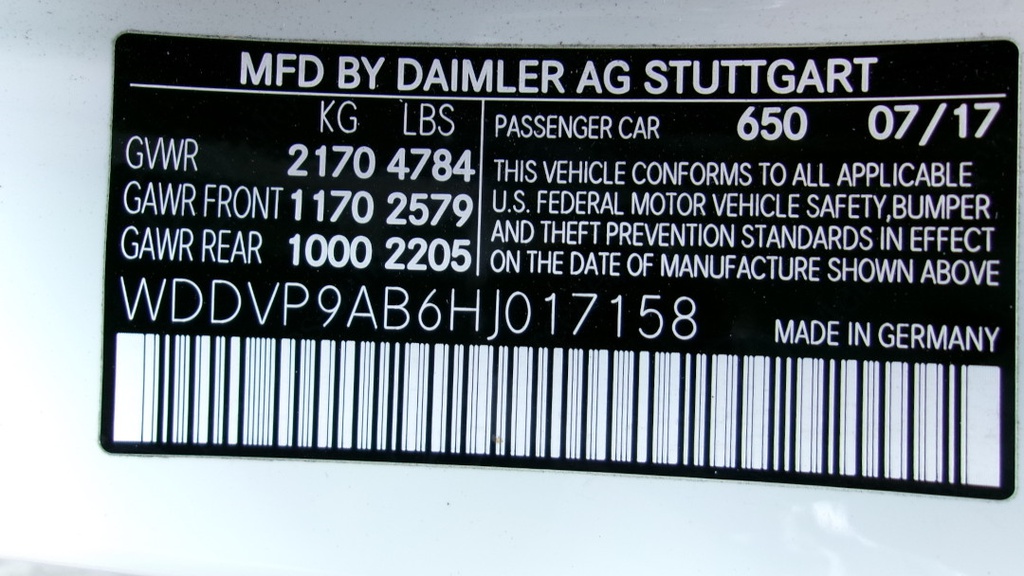 MFD BY DAIMLER AG STUTTGART
KG LBS
GVWR 2170 4784
GAWR FRONT 1170 2579
GAWR REAR 1000 2205
PASSENGER CAR 650 07/17
THIS VEHICLE CONFORMS TO ALL APPLICABLE
U.S. FEDERAL MOTOR VEHICLE SAFETY,BUMPER
AND THEFT PREVENTION STANDARDS IN EFFECT
ON THE DATE OF MANUFACTURE SHOWN ABOVE
WDDVP9AB6HJ017158
MADE IN GERMANY